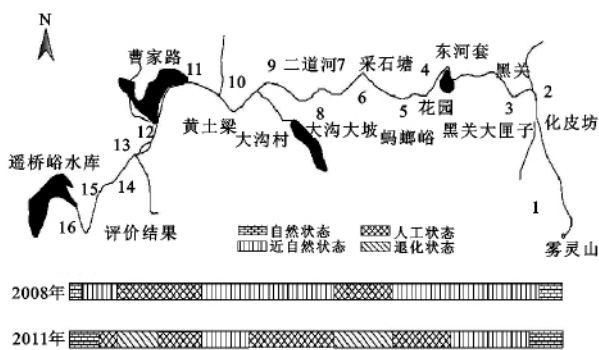 N
曹家路
11
10
9 二道河7 采石塘
6
4 东河套
黑关
2
3
化皮坊
花园
5
8
黄土梁
大沟村
大沟大坡 蚂螂峪
黑关大匣子
12
13
遥桥峪水库
15
14
16
评价结果
1
雾灵山
自然状态 人工状态
近自然状态 退化状态
2008年
2011年